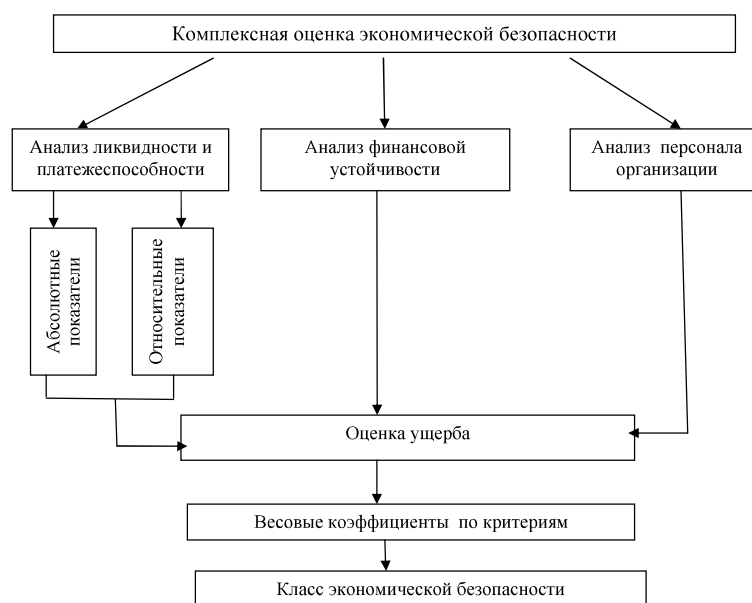 Комплексная оценка экономической безопасности
Анализ ликвидности и
платежеспособности
Анализ финансовой
устойчивости
Анализ персонала
организации
Абсолютные
показатели
Относительные
показатели
Оценка ущерба
Весовые коэффициенты по критериям
Класс экономической безопасности